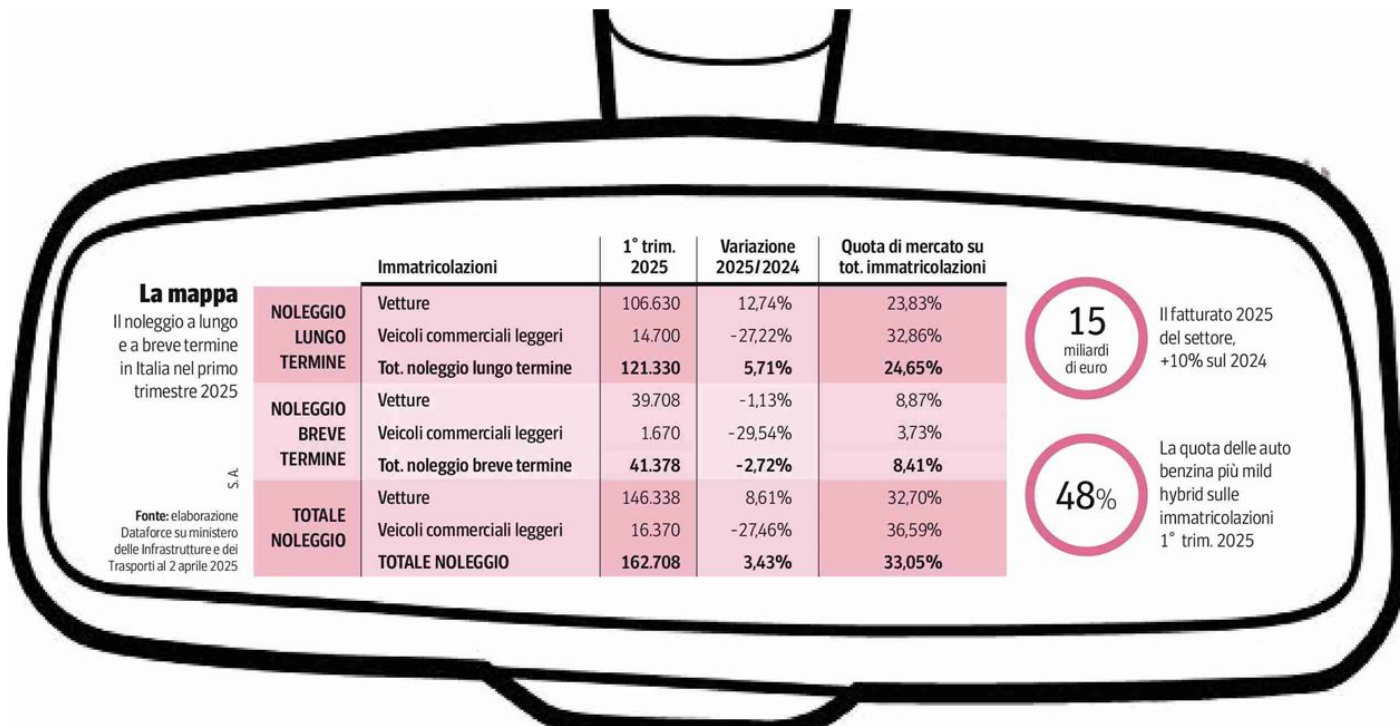 La mappa
Il noleggio a lungo
e a breve termine
in Italia nel primo
trimestre 2025
S.A.
Fonte: elaborazione
Dataforce su ministero
delle Infrastrutture e dei
Trasporti al 2 aprile 2025
Immatricolazioni
1° trim.
2025
Variazione
2025/2024
Quota di mercato su
tot. immatricolazioni
NOLEGGIO
LUNGO
TERMINE
Vetture 106.630 12,74% 23,83%
Veicoli commerciali leggeri 14.700 -27,22% 32,86%
Tot. noleggio lungo termine 121.330 5,71% 24,65%
NOLEGGIO
BREVE
TERMINE
Vetture 39.708 -1,13% 8,87%
Veicoli commerciali leggeri 1.670 -29,54% 3,73%
Tot. noleggio breve termine 41.378 -2,72% 8,41%
TOTALE
NOLEGGIO
Vetture 146.338 8,61% 32,70%
Veicoli commerciali leggeri 16.370 -27,46% 36,59%
TOTALE NOLEGGIO 162.708 3,43% 33,05%
15
miliardi
di euro
Il fatturato 2025
del settore,
+10% sul 2024
48%
La quota delle auto
benzina più mild
hybrid sulle
immatricolazioni
1° trim. 2025